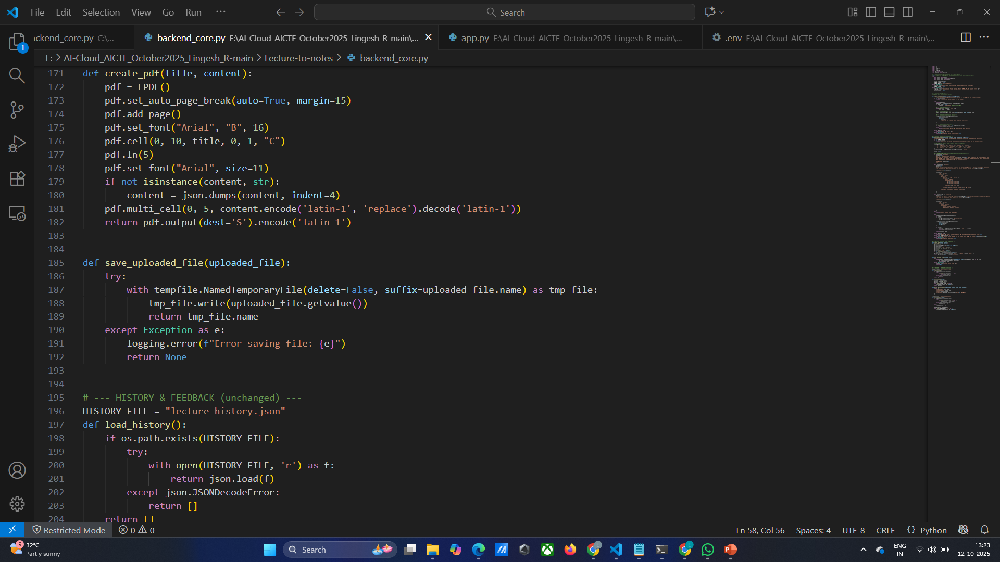 File Edit Selection View Go Run ··· Search
ckend_core.py C:\... backend_core.py E:\AI-Cloud_AICTE_October2025_Lingesh_R-main\... app.py E:\AI-Cloud_AICTE_October2025_Lingesh_R-main\... .env E:\AI-Cloud_AICTE_October2025_Lingesh_R-main\...
1
E: > AI-Cloud_AICTE_October2025_Lingesh_R-main > Lecture-to-notes > backend_core.py
171 def create_pdf(title, content):
172     pdf = FPDF()
173     pdf.set_auto_page_break(auto=True, margin=15)
174     pdf.add_page()
175     pdf.set_font("Arial", "B", 16)
176     pdf.cell(0, 10, title, 0, 1, "C")
177     pdf.ln(5)
178     pdf.set_font("Arial", size=11)
179     if not isinstance(content, str):
180         content = json.dumps(content, indent=4)
181     pdf.multi_cell(0, 5, content.encode('latin-1', 'replace').decode('latin-1'))
182     return pdf.output(dest='S').encode('latin-1')
183
184
185 def save_uploaded_file(uploaded_file):
186     try:
187         with tempfile.NamedTemporaryFile(delete=False, suffix=uploaded_file.name) as tmp_file:
188             tmp_file.write(uploaded_file.getvalue())
189             return tmp_file.name
190     except Exception as e:
191         logging.error(f"Error saving file: {e}")
192         return None
193
194
195 # --- HISTORY & FEEDBACK (unchanged) ---
196 HISTORY_FILE = "lecture_history.json"
197 def load_history():
198     if os.path.exists(HISTORY_FILE):
199         try:
200             with open(HISTORY_FILE, 'r') as f:
201                 return json.load(f)
202         except json.JSONDecodeError:
203             return []
204     return []
Restricted Mode 0 0 Ln 58, Col 56 Spaces: 4 UTF-8 CRLF {} Python
9 32°C
Partly sunny
Search
L L
ENG
IN
13:23
12-10-2025